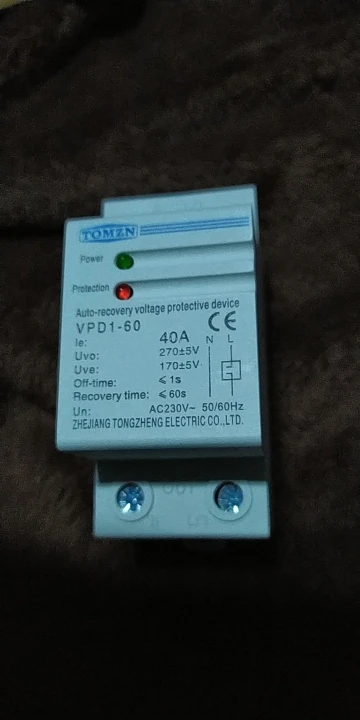 TOMZN
Power
Protection
Auto-recovery voltage protective device
VPD1-60 CE
Ie: 40A N L
Uvo: 270±5V
Uve: 170±5V
Off-time: ≤1s
Recovery time: ≤60s
Un: AC230V~ 50/60Hz
ZHEJIANG TONGZHENG ELECTRIC CO.,LTD.
OUT